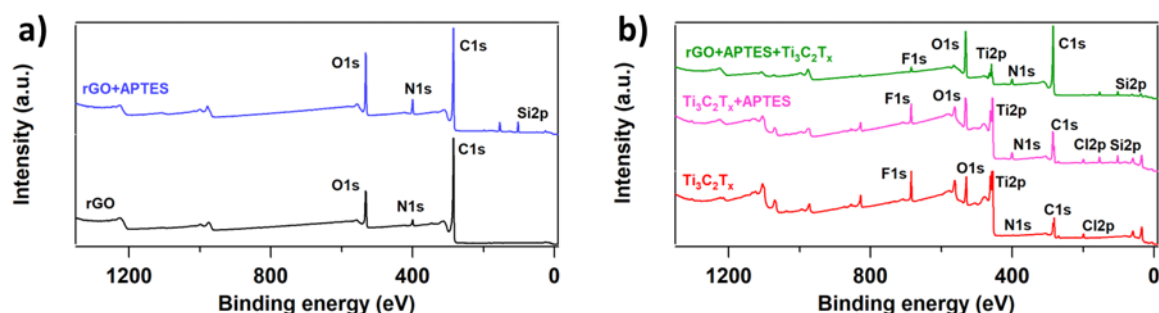 a)
Intensity (a.u.)
rGO+APTES
O1s
N1s
C1s
Si2p
rGO
O1s
N1s
C1s
1200
800
400
0
Binding energy (eV)
b)
Intensity (a.u.)
rGO+APTES+Ti₃C₂Tₓ
F1s
O1s
Ti2p
N1s
C1s
Si2p
Ti₃C₂Tₓ+APTES
F1s
O1s
Ti2p
N1s
C1s
Cl2p
Si2p
Ti₃C₂Tₓ
F1s
O1s
Ti2p
N1s
C1s
Cl2p
1200
800
400
0
Binding energy (eV)